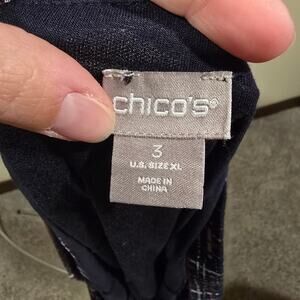 chico's®
3
U.S. SIZE XL
MADE IN
CHINA